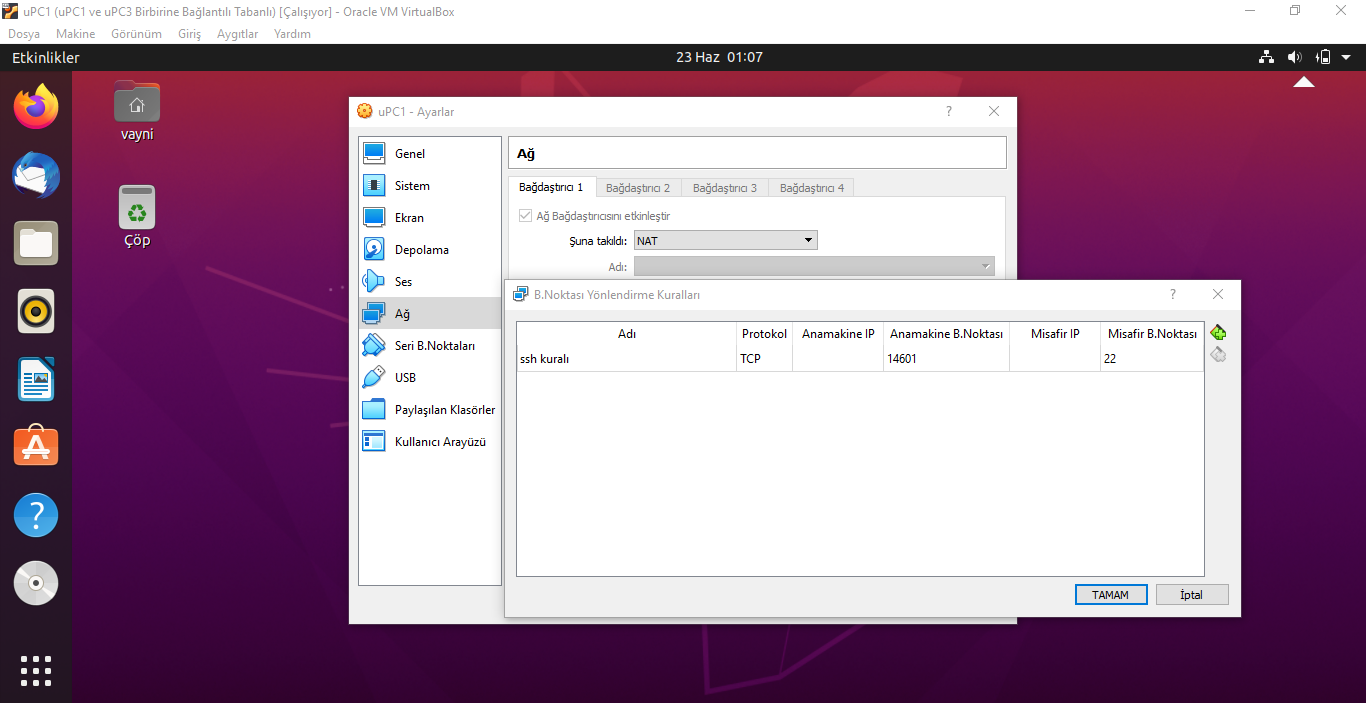 uPC1 (uPC1 ve uPC3 Birbirine Bağlantılı Tabanlı) [Çalışıyor] - Oracle VM VirtualBox
Dosya Makine Görünüm Giriş Aygıtlar Yardım
Etkinlikler 23 Haz 01:07
vayni
Çöp
uPC1 - Ayarlar ?
Genel
Sistem
Ekran
Depolama
Ses
Ağ
Seri B.Noktaları
USB
Paylaşılan Klasörler
Kullanıcı Arayüzü
Ağ
Bağdaştırıcı 1 Bağdaştırıcı 2 Bağdaştırıcı 3 Bağdaştırıcı 4
Ağ Bağdaştırıcısını etkinleştir
Şuna takıldı: NAT
Adı:
B.Noktası Yönlendirme Kuralları ?
Adı Protokol Anamakine IP Anamakine B.Noktası Misafir IP Misafir B.Noktası
ssh kuralı TCP 14601 22
TAMAM İptal